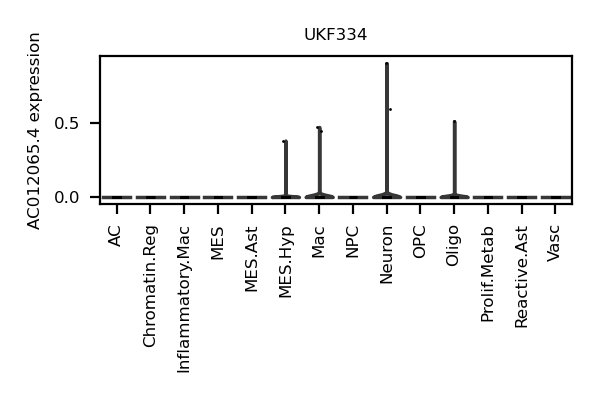 UKF334
AC012065.4 expression
0.5
0.0
AC
Chromatin.Reg
Inflammatory.Mac
MES
MES.Ast
MES.Hyp
Mac
NPC
Neuron
OPC
Oligo
Prolif.Metab
Reactive.Ast
Vasc